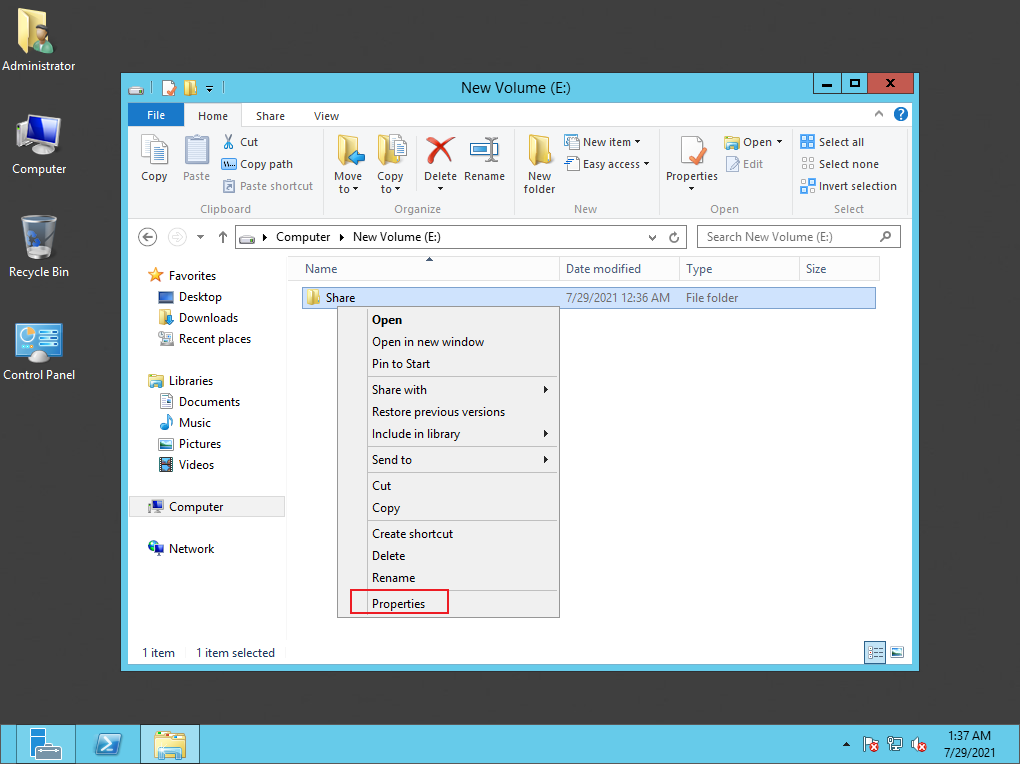 Administrator
Computer
Recycle Bin
Control Panel
New Volume (E:)
File
Home
Share
View
Copy
Paste
Cut
Copy path
Paste shortcut
Clipboard
Move to
Copy to
Delete
Rename
Organize
New folder
New item
Easy access
New
Properties
Open
Edit
Open
Select all
Select none
Invert selection
Select
Computer
New Volume (E:)
Search New Volume (E:)
Name
Date modified
Type
Size
Favorites
Desktop
Downloads
Recent places
Libraries
Documents
Music
Pictures
Videos
Computer
Network
Share 7/29/2021 12:36 AM File folder
Open
Open in new window
Pin to Start
Share with
Restore previous versions
Include in library
Send to
Cut
Copy
Create shortcut
Delete
Rename
Properties
1 item 1 item selected
1:37 AM
7/29/2021